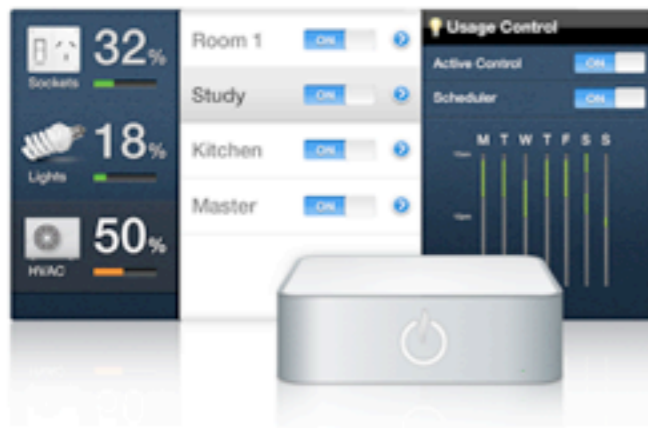 32%
Sockets
18%
Lights
50%
HVAC
Room 1 ON
Study ON
Kitchen ON
Master ON
Usage Control
Active Control ON
Scheduler ON
M T W T F S S